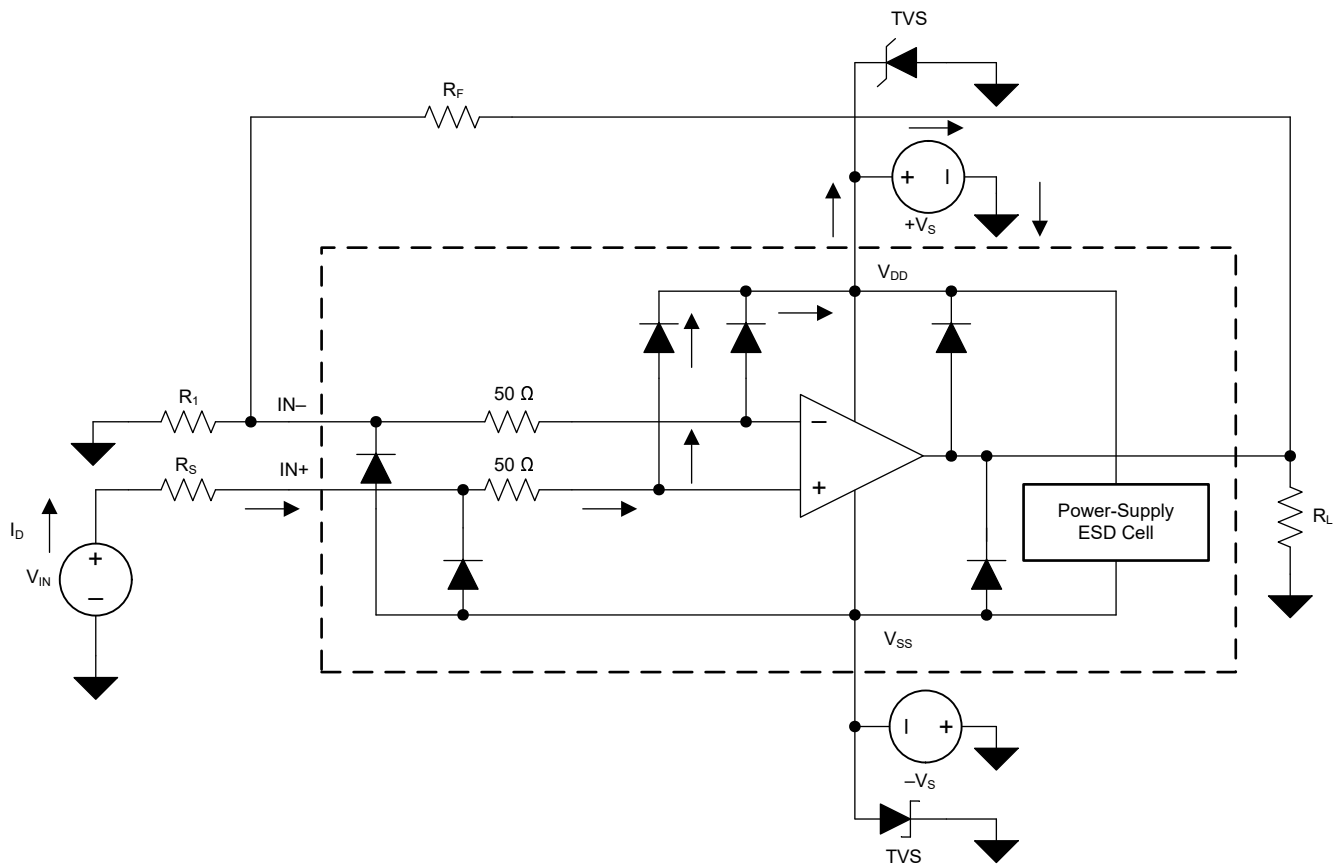 TVS
RF
+ –
+VS
VDD
R1
IN–
50 Ω
–
RS
IN+
50 Ω
+
Power-Supply
ESD Cell
RL
ID
+
VIN
–
VSS
– +
–VS
TVS